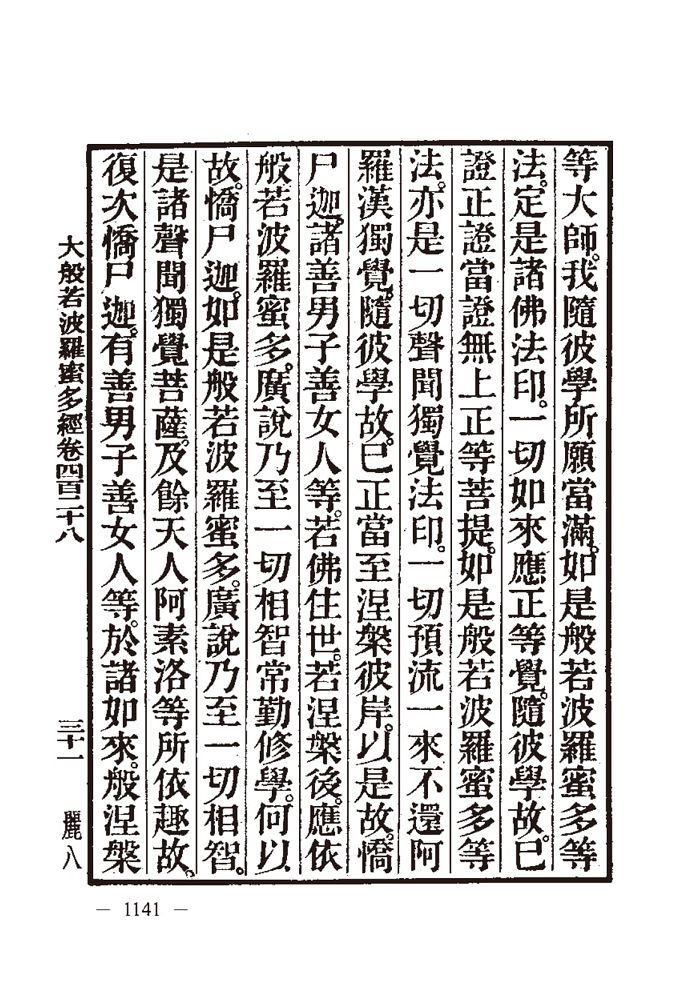 等大師。我隨彼學所願當滿。如是般若波羅蜜多等
法。定是諸佛法印。一切如來應正等覺。隨彼學故。已
證正證當證無上正等菩提。如是般若波羅蜜多等
法。亦是一切聲聞獨覺法印。一切預流一來不還阿
羅漢獨覺。隨彼學故。已正當至涅槃彼岸。以是故。憍
尸迦。諸善男子善女人等。若佛住世。若涅槃後。應依
般若波羅蜜多。廣說乃至一切相智常勤修學。何以
故。憍尸迦。如是般若波羅蜜多。廣說乃至一切相智。
是諸聲聞獨覺菩薩。及餘天人阿素洛等所依趣故。
復次憍尸迦。有善男子善女人等。於諸如來。般涅槃
大般若波羅蜜多經卷四百二十八 三十一 麗八
— 1141 —